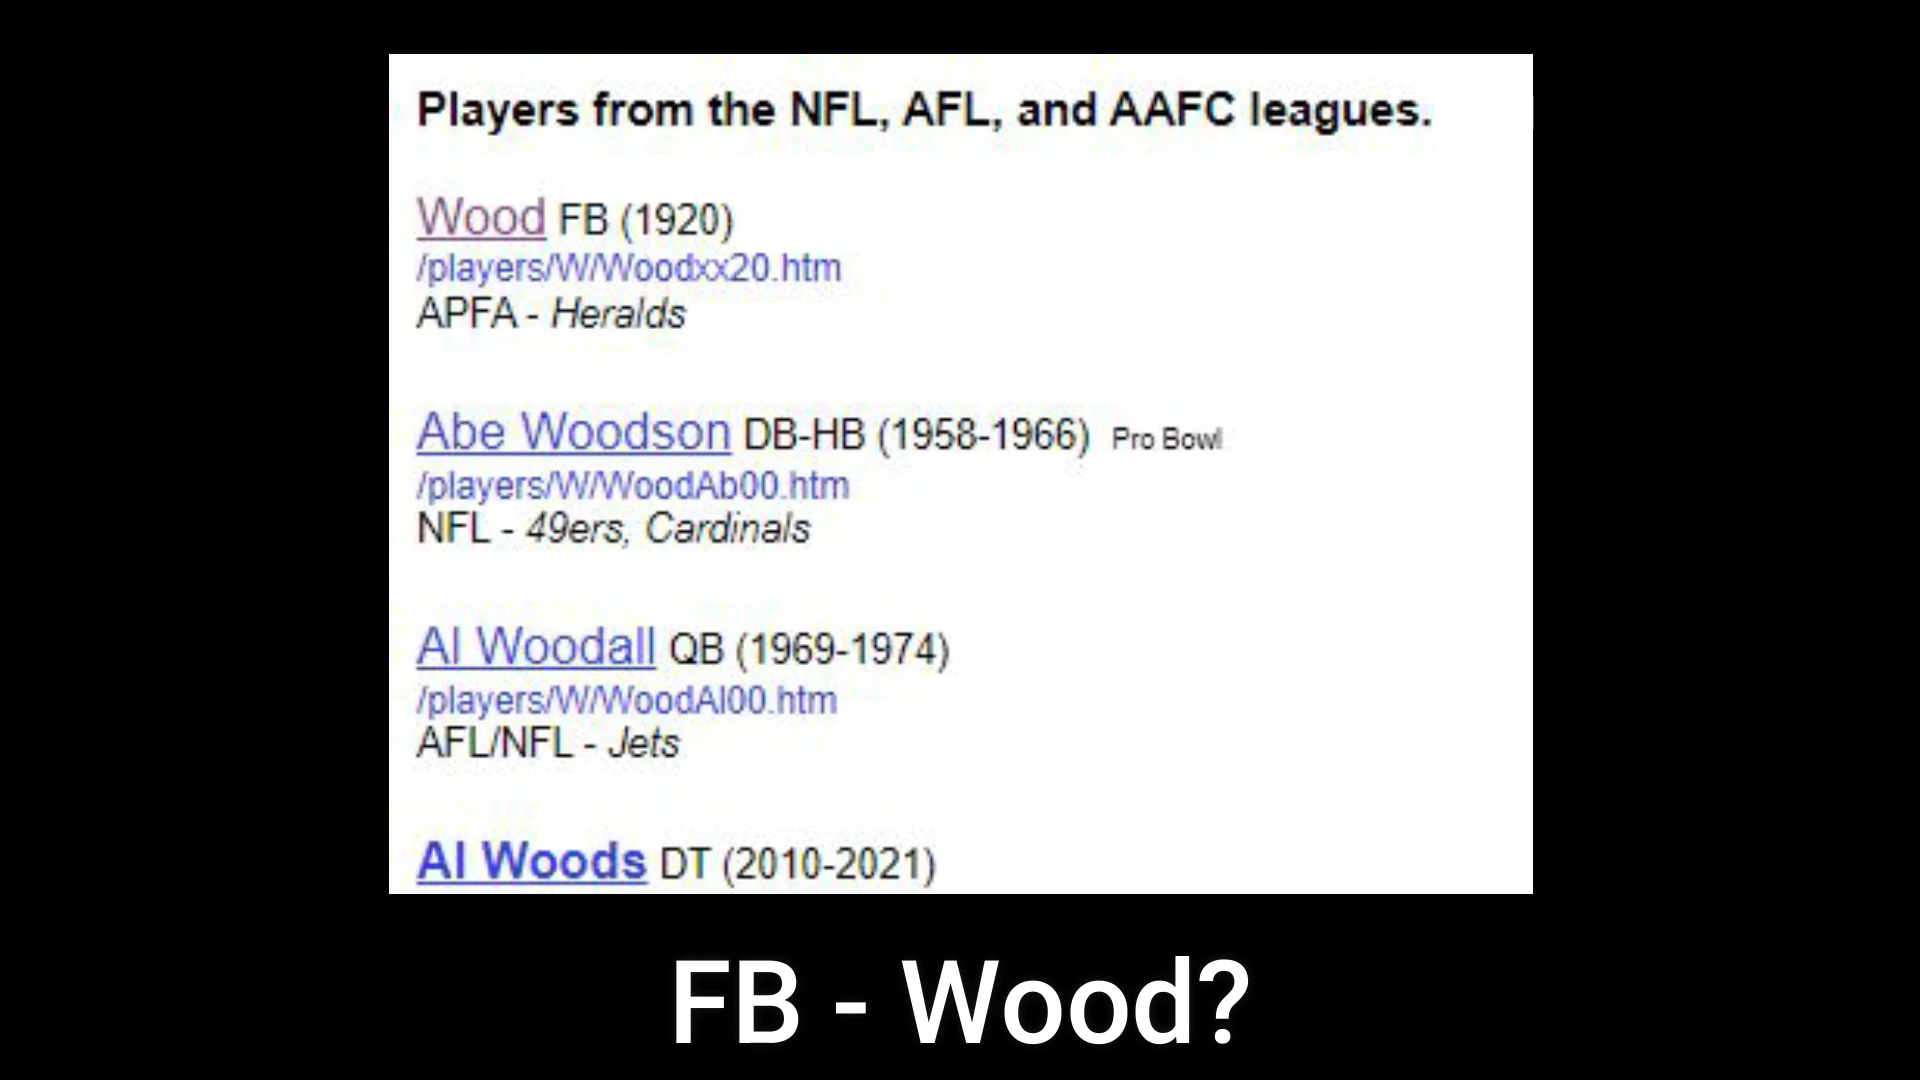 Players from the NFL, AFL, and AAFC leagues.
Wood FB (1920)
/players/W/Woodxx20.htm
APFA - Heralds
Abe Woodson DB-HB (1958-1966) Pro Bowl
/players/W/WoodAb00.htm
NFL - 49ers, Cardinals
Al Woodall QB (1969-1974)
/players/W/WoodAl00.htm
AFL/NFL - Jets
Al Woods DT (2010-2021)
FB - Wood?